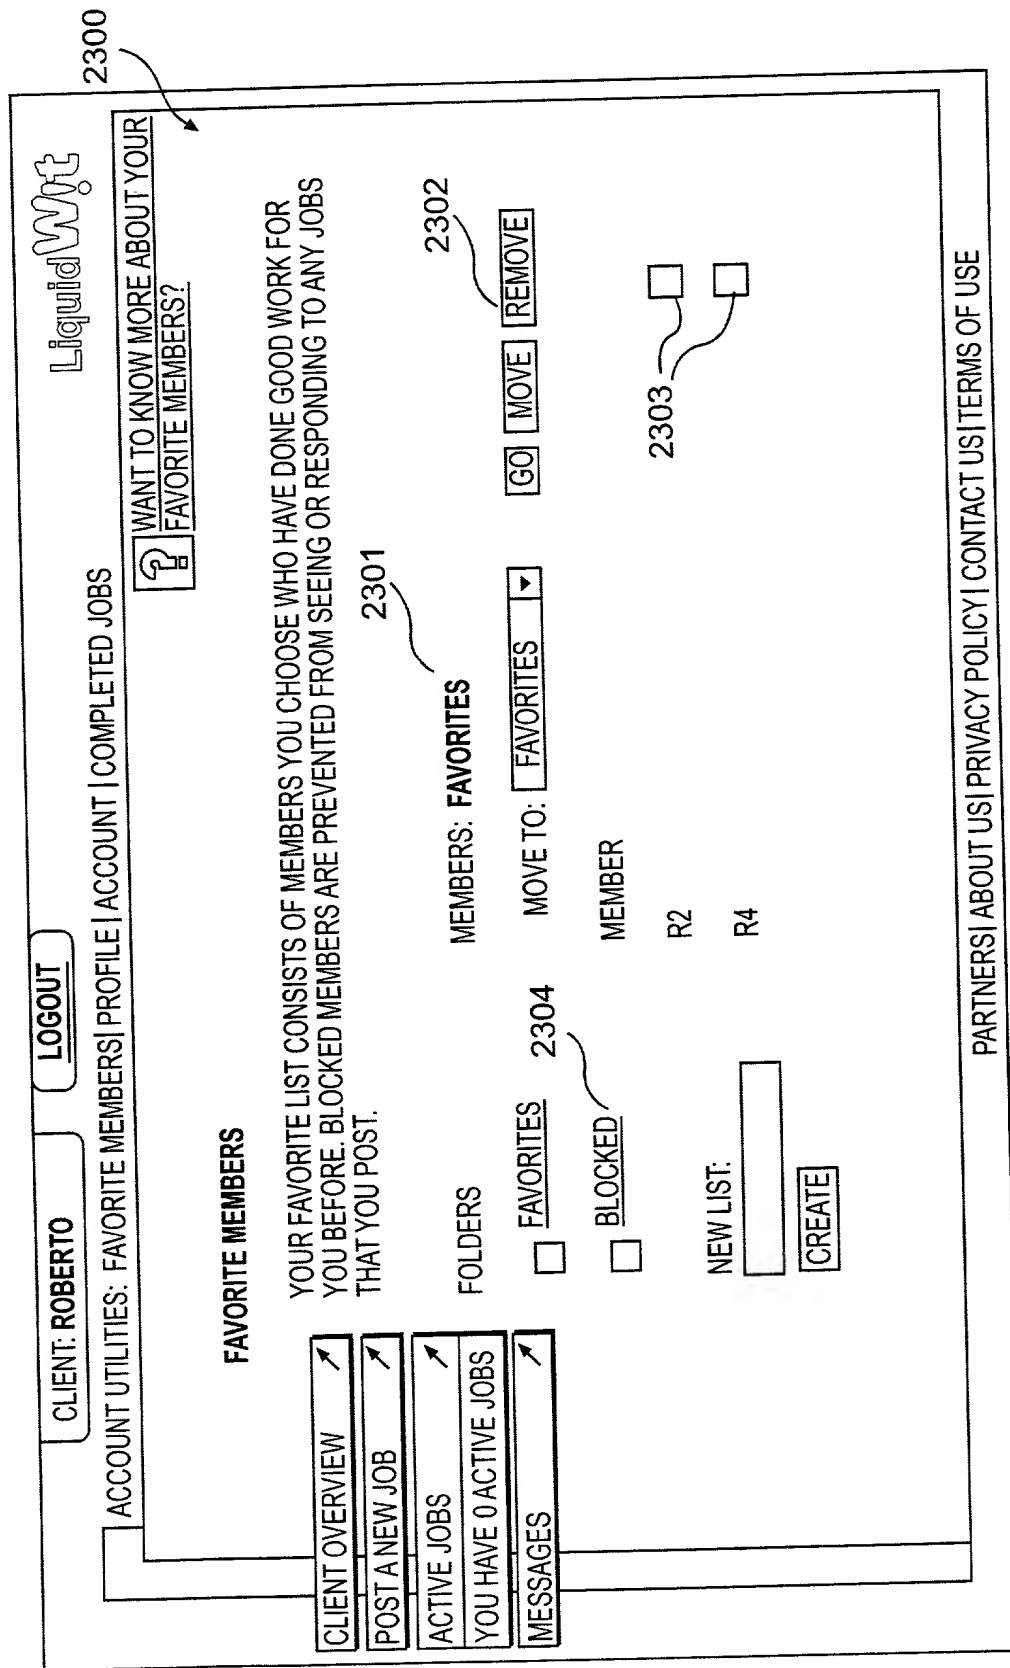 2300
CLIENT: ROBERTO
LOGOUT
LiquidWit
ACCOUNT UTILITIES: FAVORITE MEMBERS| PROFILE | ACCOUNT | COMPLETED JOBS
? WANT TO KNOW MORE ABOUT YOUR
FAVORITE MEMBERS?
FAVORITE MEMBERS
YOUR FAVORITE LIST CONSISTS OF MEMBERS YOU CHOOSE WHO HAVE DONE GOOD WORK FOR
YOU BEFORE. BLOCKED MEMBERS ARE PREVENTED FROM SEEING OR RESPONDING TO ANY JOBS
THAT YOU POST.
CLIENT OVERVIEW
POST A NEW JOB
ACTIVE JOBS
YOU HAVE 0 ACTIVE JOBS
MESSAGES
FOLDERS
FAVORITES
BLOCKED
2304
NEW LIST:
CREATE
2301
MEMBERS: FAVORITES
2302
MOVE TO: FAVORITES GO MOVE REMOVE
MEMBER
R2
R4
2303
PARTNERS| ABOUT US| PRIVACY POLICY | CONTACT US | TERMS OF USE